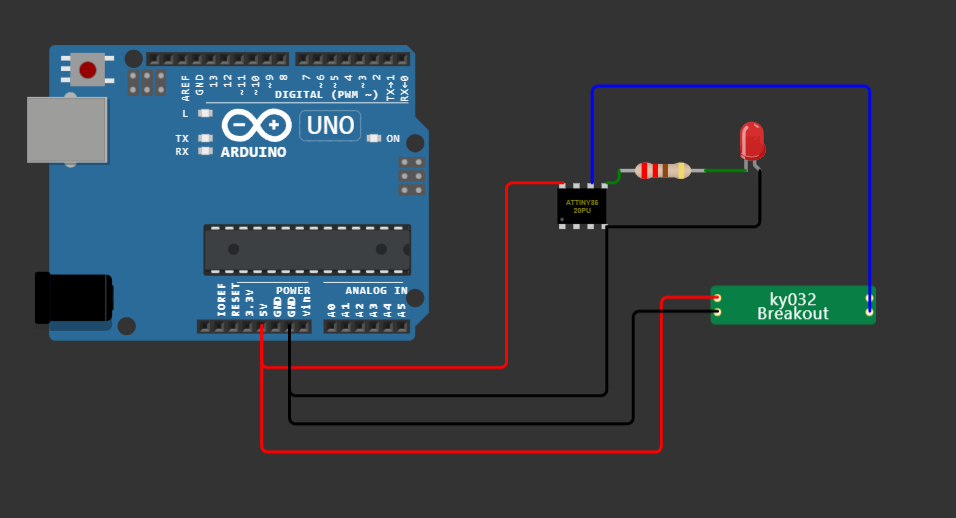 AREF
GND
13
12
~11
~10
~9
8
7
~6
~5
4
~3
2
TX→1
RX←0
DIGITAL (PWM ~)
L
TX
RX
UNO
ON
ARDUINO
ATTINY85
20PU
POWER
ANALOG IN
IOREF
RESET
3.3V
5V
GND
GND
Vin
A0
A1
A2
A3
A4
A5
ky032
Breakout